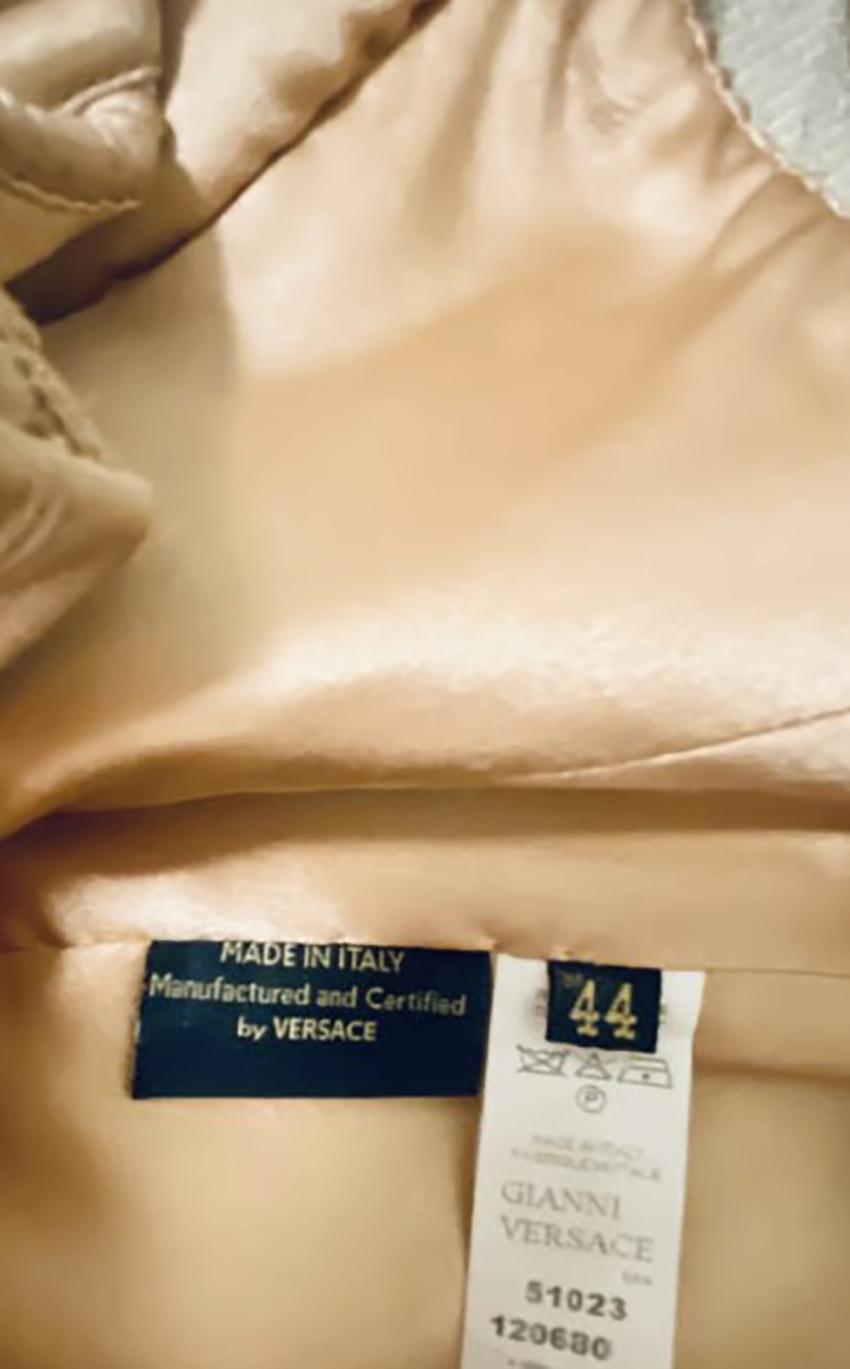 MADE IN ITALY
Manufactured and Certified
by VERSACE
44
P
GIANNI
VERSACE
51023
120680